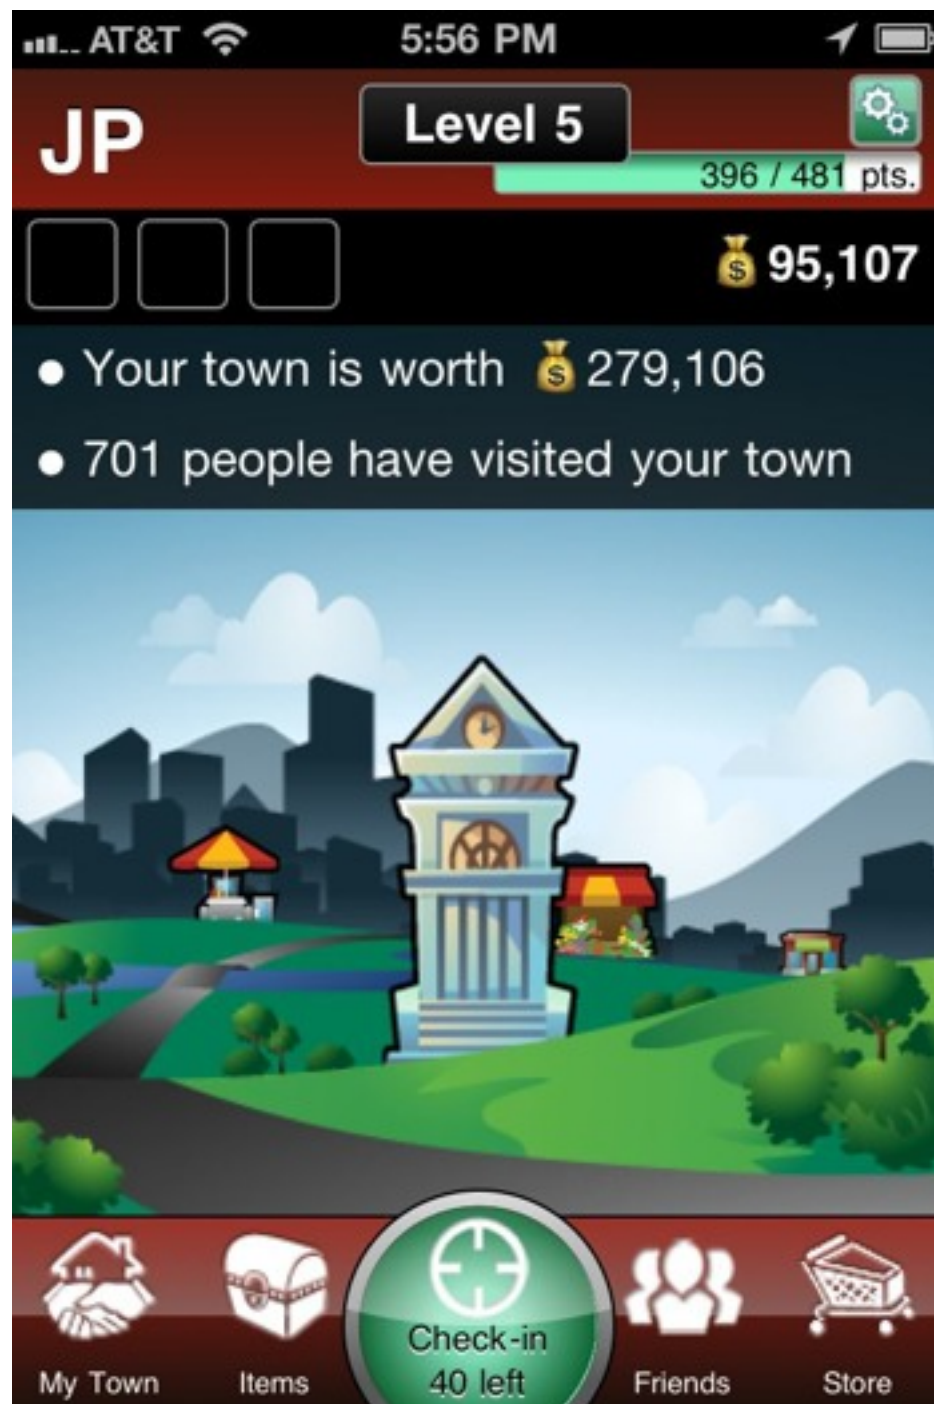 AT&T 5:56 PM
JP
Level 5
396 / 481 pts.
95,107
• Your town is worth 279,106
• 701 people have visited your town
Check-in
40 left
My Town Items Friends Store